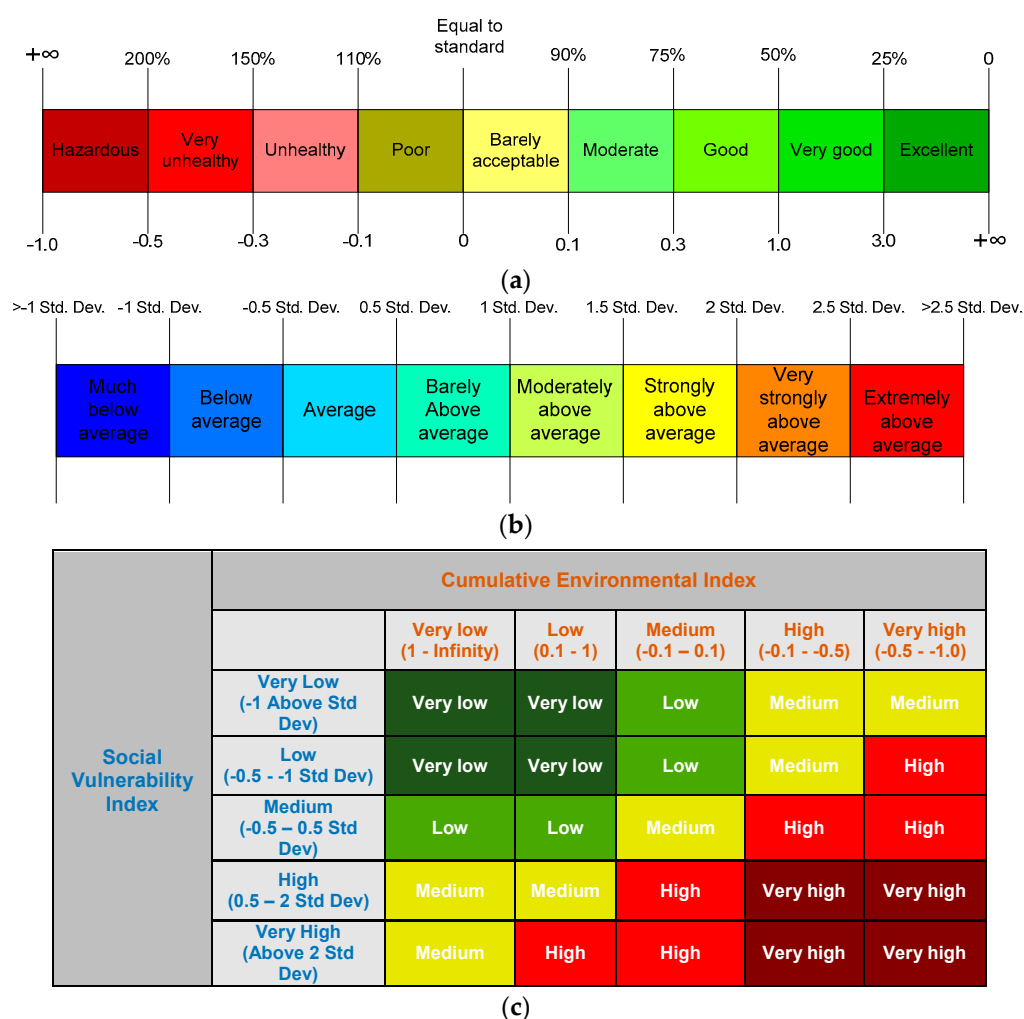 Equal to
standard
+∞ 200% 150% 110% 90% 75% 50% 25% 0
Hazardous
Very
unhealthy
Unhealthy
Poor
Barely
acceptable
Moderate
Good
Very good
Excellent
-1.0 -0.5 -0.3 -0.1 0 0.1 0.3 1.0 3.0 +∞
(a)
>-1 Std. Dev. -1 Std. Dev. -0.5 Std. Dev. 0.5 Std. Dev. 1 Std. Dev. 1.5 Std. Dev. 2 Std. Dev. 2.5 Std. Dev. >2.5 Std. Dev.
Much
below
average
Below
average
Average
Barely
Above
average
Moderately
above
average
Strongly
above
average
Very
strongly
above
average
Extremely
above
average
(b)
Social
Vulnerability
Index
Cumulative Environmental Index
Very low
(1 - Infinity)
Low
(0.1 - 1)
Medium
(-0.1 – 0.1)
High
(-0.1 - -0.5)
Very high
(-0.5 - -1.0)
Very Low
(-1 Above Std
Dev)
Very low Very low Low Medium Medium
Low
(-0.5 - -1 Std Dev)
Very low Very low Low Medium High
Medium
(-0.5 – 0.5 Std
Dev)
Low Low Medium High High
High
(0.5 – 2 Std Dev)
Medium Medium High Very high Very high
Very High
(Above 2 Std
Dev)
Medium High High Very high Very high
(c)